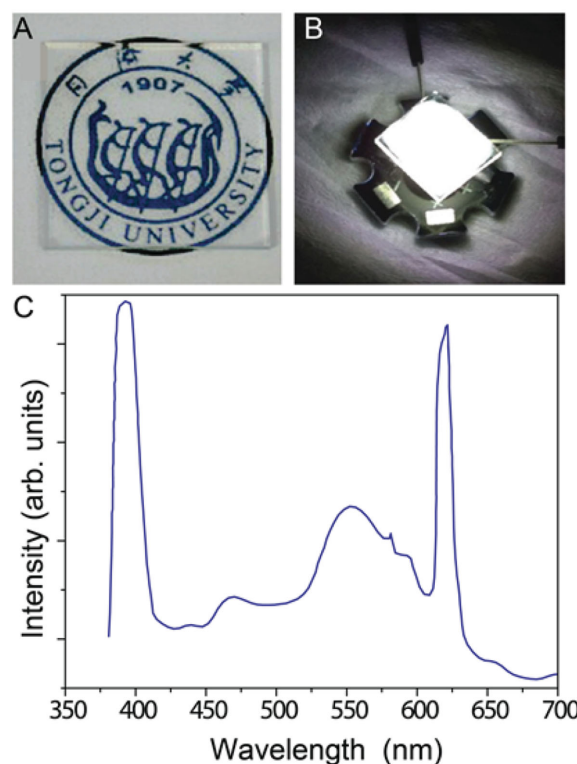 A
B
同济大学
1907
TONGJI UNIVERSITY
C
Intensity (arb. units)
350 400 450 500 550 600 650 700
Wavelength (nm)